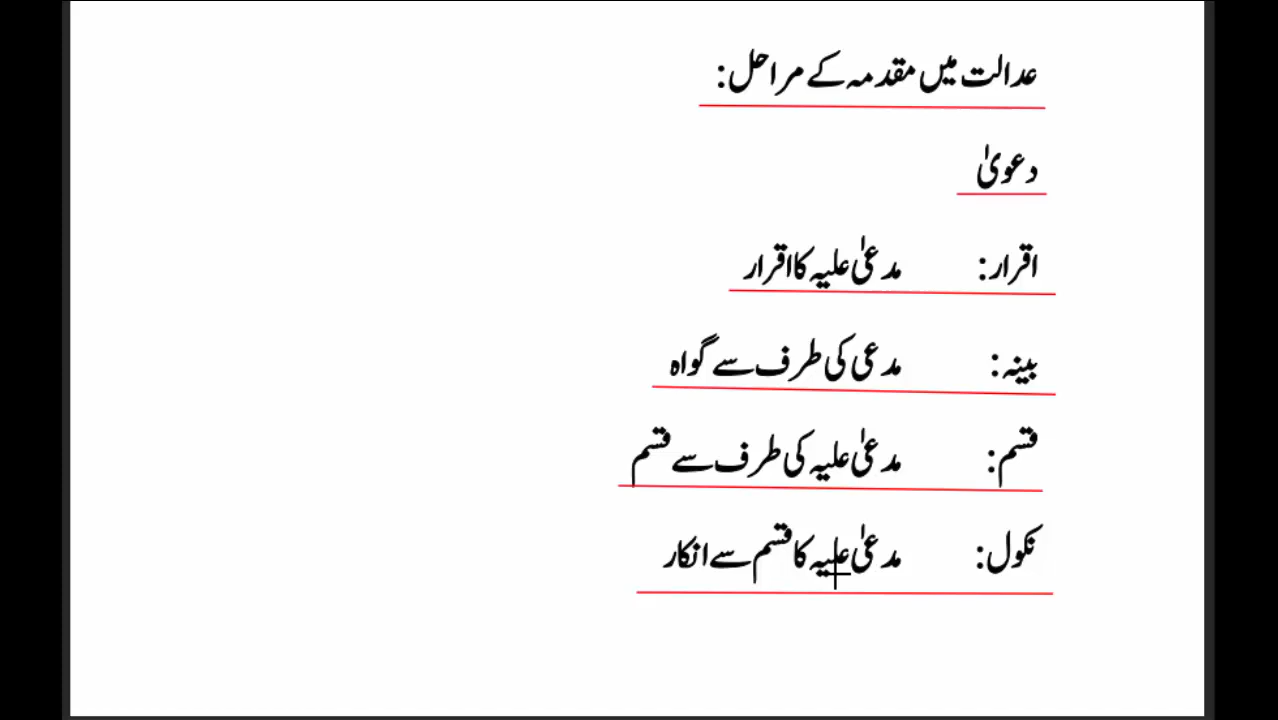 عدالت میں مقدمہ کے مراحل:
دعویٰ
اقرار: مدعیٰ علیہ کا اقرار
بینہ: مدعی کی طرف سے گواہ
قسم: مدعیٰ علیہ کی طرف سے قسم
نکول: مدعیٰ علیہ کا قسم سے انکار